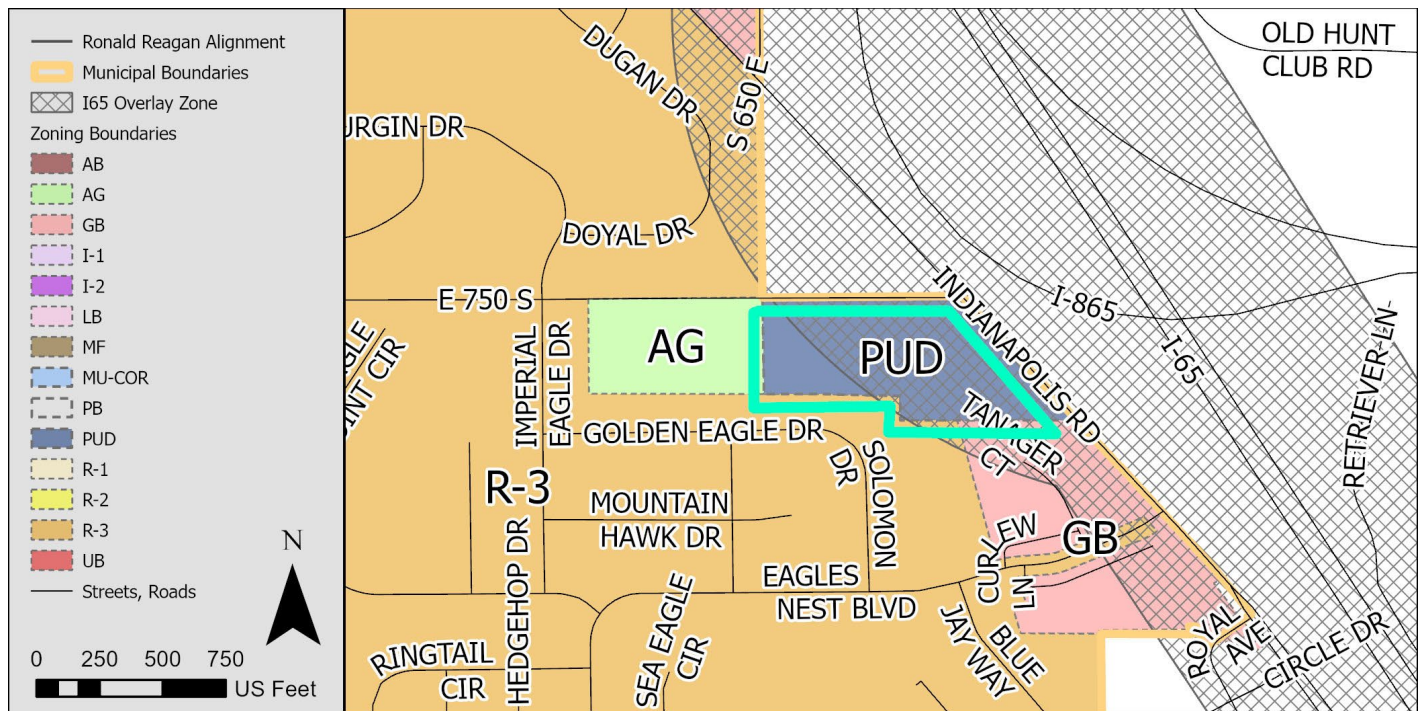 Ronald Reagan Alignment
Municipal Boundaries
I65 Overlay Zone
Zoning Boundaries
AB
AG
GB
I-1
I-2
LB
MF
MU-COR
PB
PUD
R-1
R-2
R-3
UB
Streets, Roads
N
0 250 500 750
US Feet
OLD HUNT
CLUB RD
DUGAN DR
S 650 E
URGIN DR
DOYAL DR
E 750 S
INDIANAPOLIS RD
I-865
I-65
RETRIEVER LN
IMPERIAL
EAGLE DR
AG
PUD
TANAGER
CT
GOLDEN EAGLE DR
SOLOMON
DR
R-3
MOUNTAIN
HAWK DR
HEDGEHOP DR
EAGLES
NEST BLVD
CURLEW
LN
GB
SEA EAGLE
CIR
BLUE
JAY WAY
ROYAL
AVE
CIRCLE DR
RINGTAIL
CIR
GLE
INT CIR